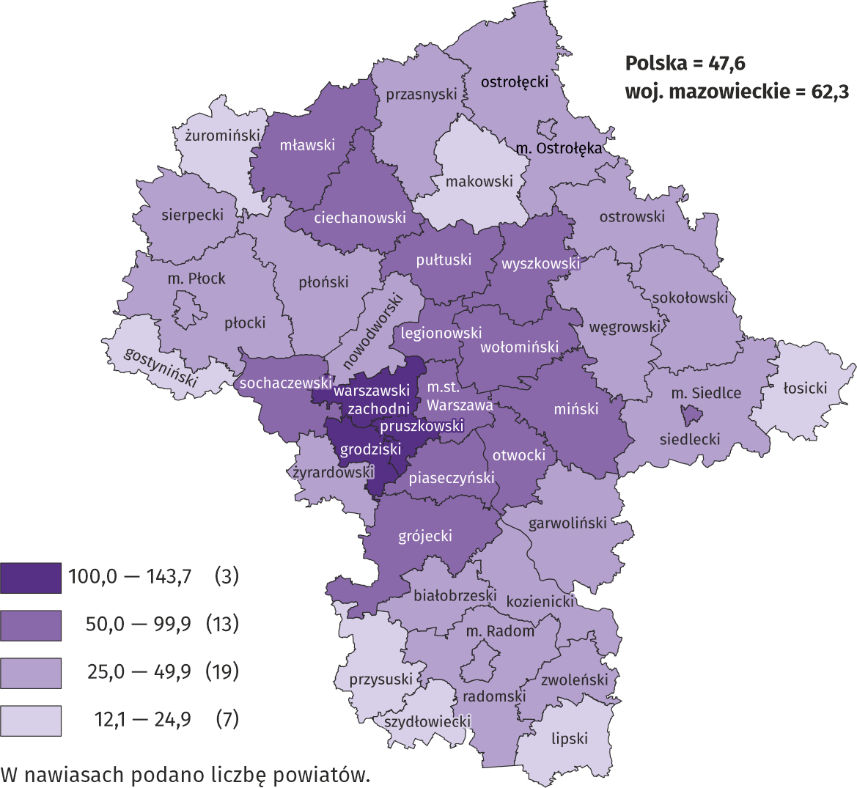 Polska = 47,6
woj. mazowieckie = 62,3
ostrołęcki
przasnyski
żuromiński
mławski
m. Ostrołęka
makowski
sierpecki
ciechanowski
ostrowski
pułtuski
wyszkowski
m. Płock
płoński
sokołowski
płocki
nowodworski
węgrowski
legionowski
wołomiński
gostyniński
sochaczewski
warszawski
zachodni
m.st.
Warszawa
m. Siedlce
łosicki
miński
pruszkowski
siedlecki
grodziski
otwocki
żyrardowski
piaseczyński
garwoliński
grójecki
białobrzeski
kozienicki
m. Radom
przysuski
zwoleński
radomski
szydłowiecki
lipski
100,0 — 143,7 (3)
50,0 — 99,9 (13)
25,0 — 49,9 (19)
12,1 — 24,9 (7)
W nawiasach podano liczbę powiatów.